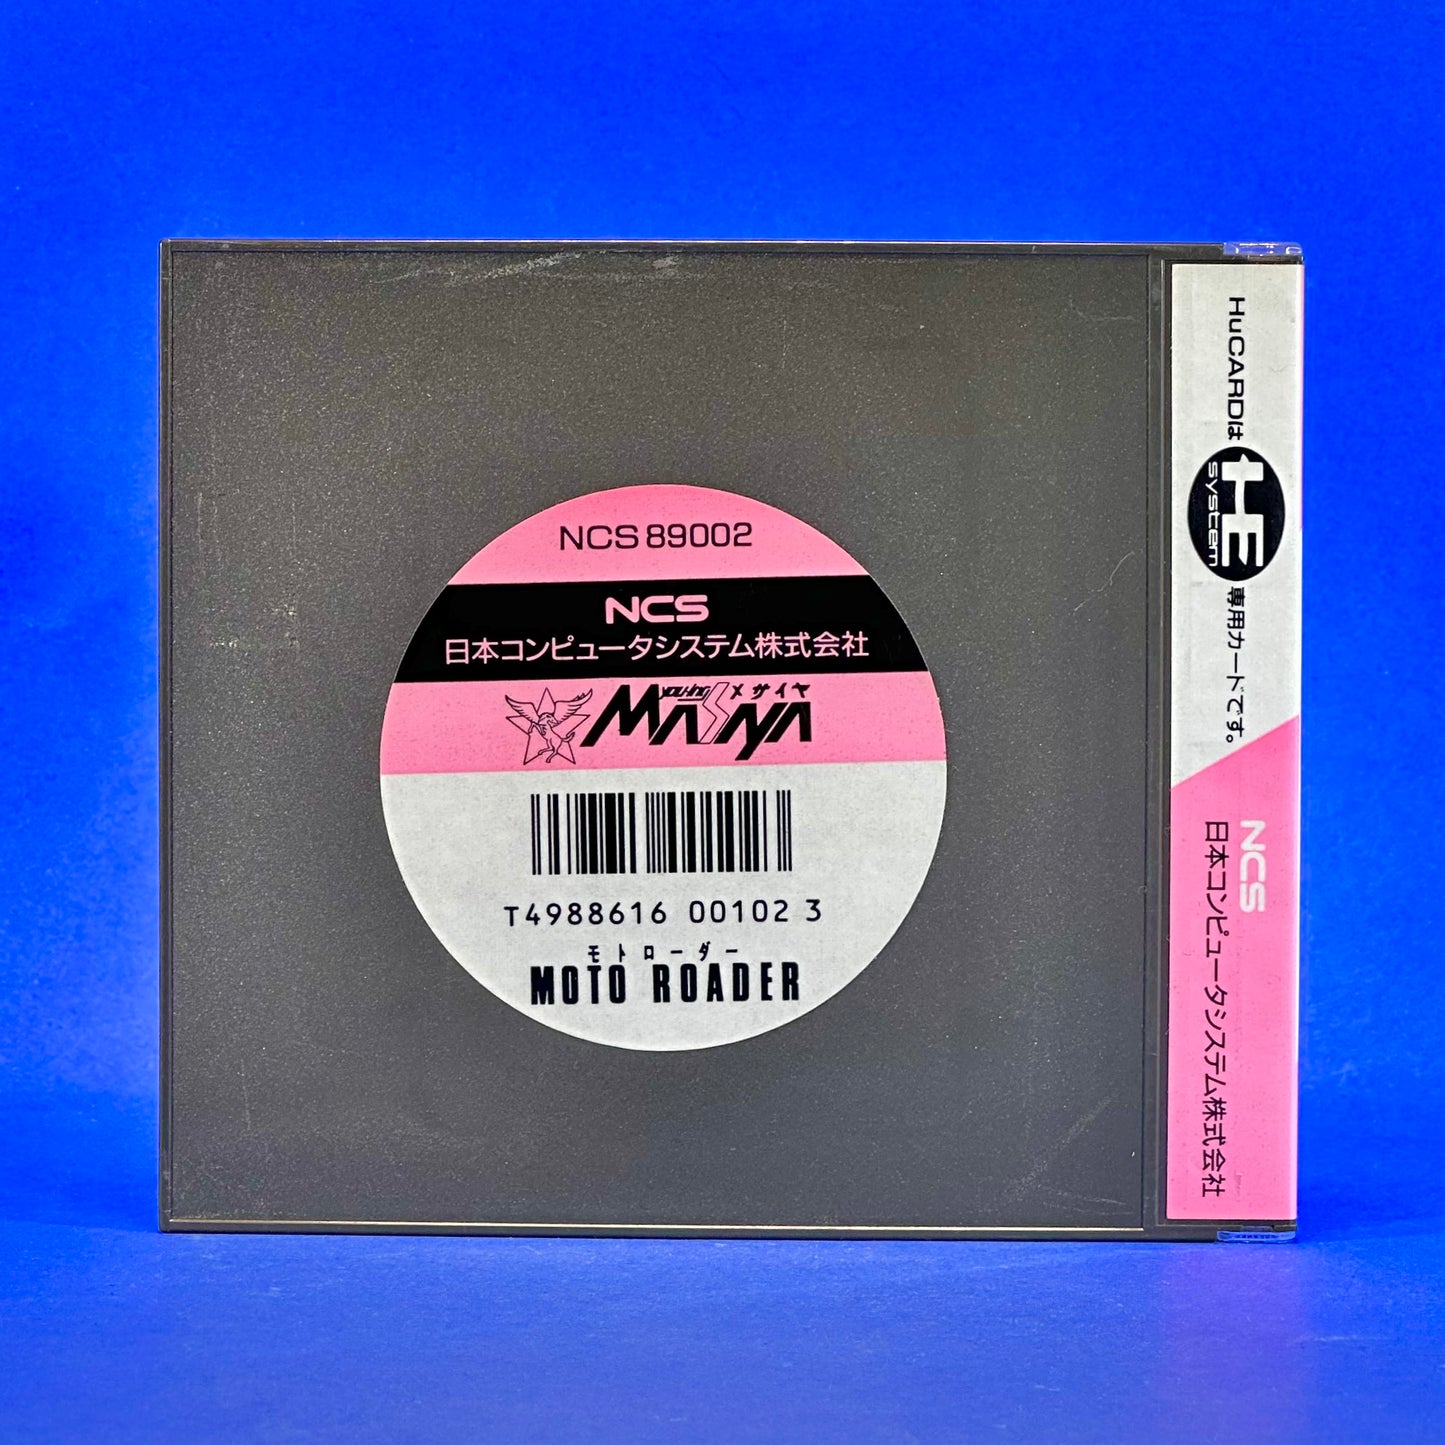 NCS 89002
NCS
日本コンピュータシステム株式会社
you-ing メサイヤ
MASAYA
T4988616 00102 3
モトローダー
MOTO ROADER
HuCARDは HE system 専用カードです。
NCS
日本コンピュータシステム株式会社